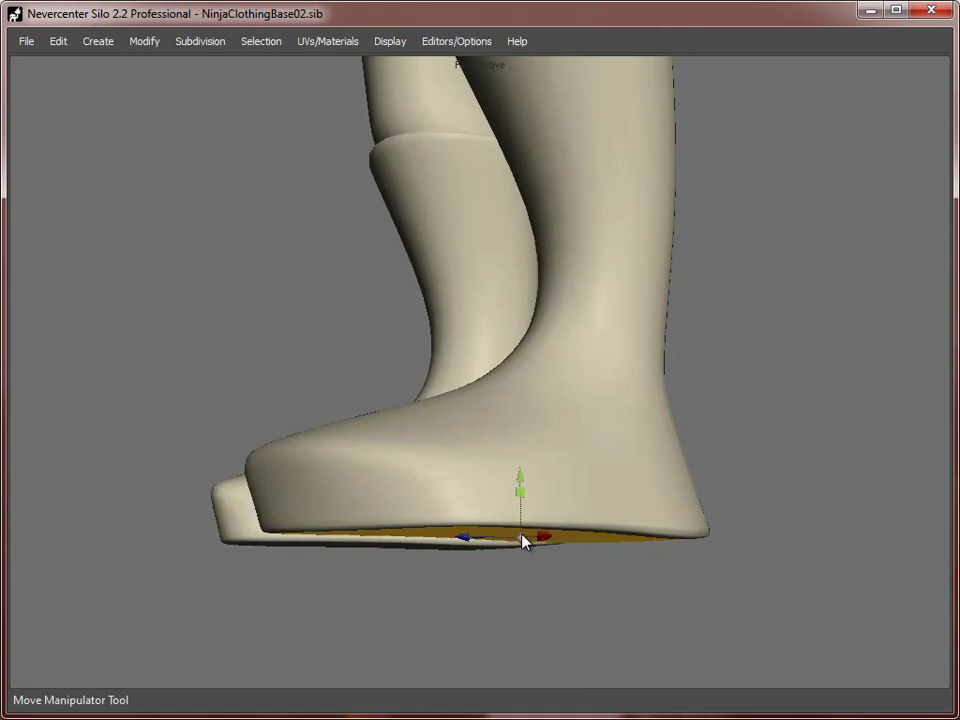 Nevercenter Silo 2.2 Professional - NinjaClothingBase02.sib
File Edit Create Modify Subdivision Selection UVs/Materials Display Editors/Options Help
Move Manipulator Tool